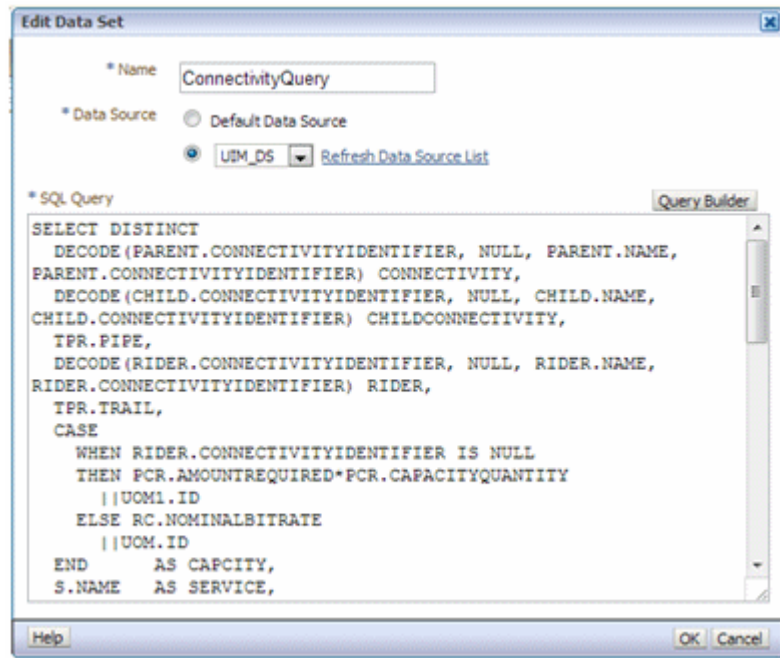 Edit Data Set
* Name
ConnectivityQuery
* Data Source
Default Data Source
UIM_DS
Refresh Data Source List
* SQL Query
Query Builder
SELECT DISTINCT
DECODE(PARENT.CONNECTIVITYIDENTIFIER, NULL, PARENT.NAME,
PARENT.CONNECTIVITYIDENTIFIER) CONNECTIVITY,
DECODE(CHILD.CONNECTIVITYIDENTIFIER, NULL, CHILD.NAME,
CHILD.CONNECTIVITYIDENTIFIER) CHILDCONNECTIVITY,
TPR.PIPE,
DECODE(RIDER.CONNECTIVITYIDENTIFIER, NULL, RIDER.NAME,
RIDER.CONNECTIVITYIDENTIFIER) RIDER,
TPR.TRAIL,
CASE
WHEN RIDER.CONNECTIVITYIDENTIFIER IS NULL
THEN PCR.AMOUNTREQUIRED*PCR.CAPACITYQUANTITY
||UOM1.ID
ELSE RC.NOMINALBITRATE
||UOM.ID
END AS CAPCITY,
S.NAME AS SERVICE,
Help
OK
Cancel